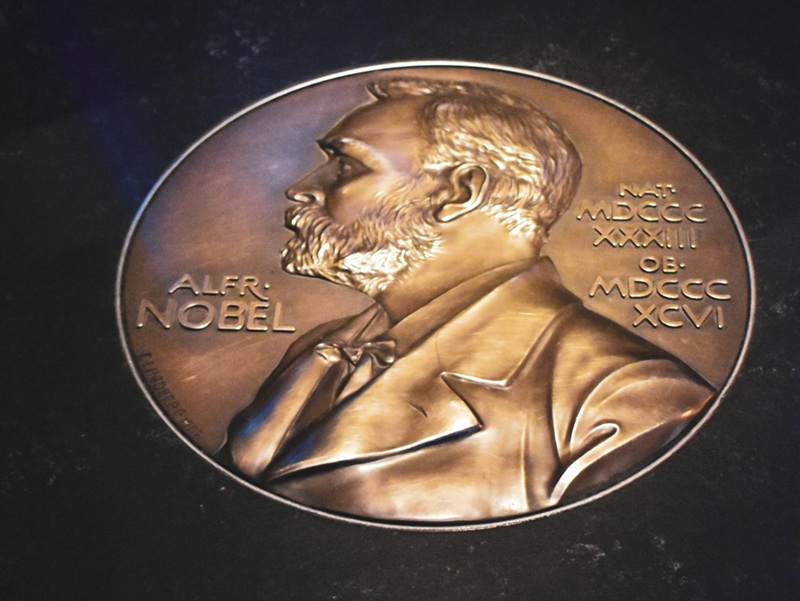 ALFR·
NOBEL
NAT·
MDCCC
XXXIII
OB·
MDCCC
XCVI